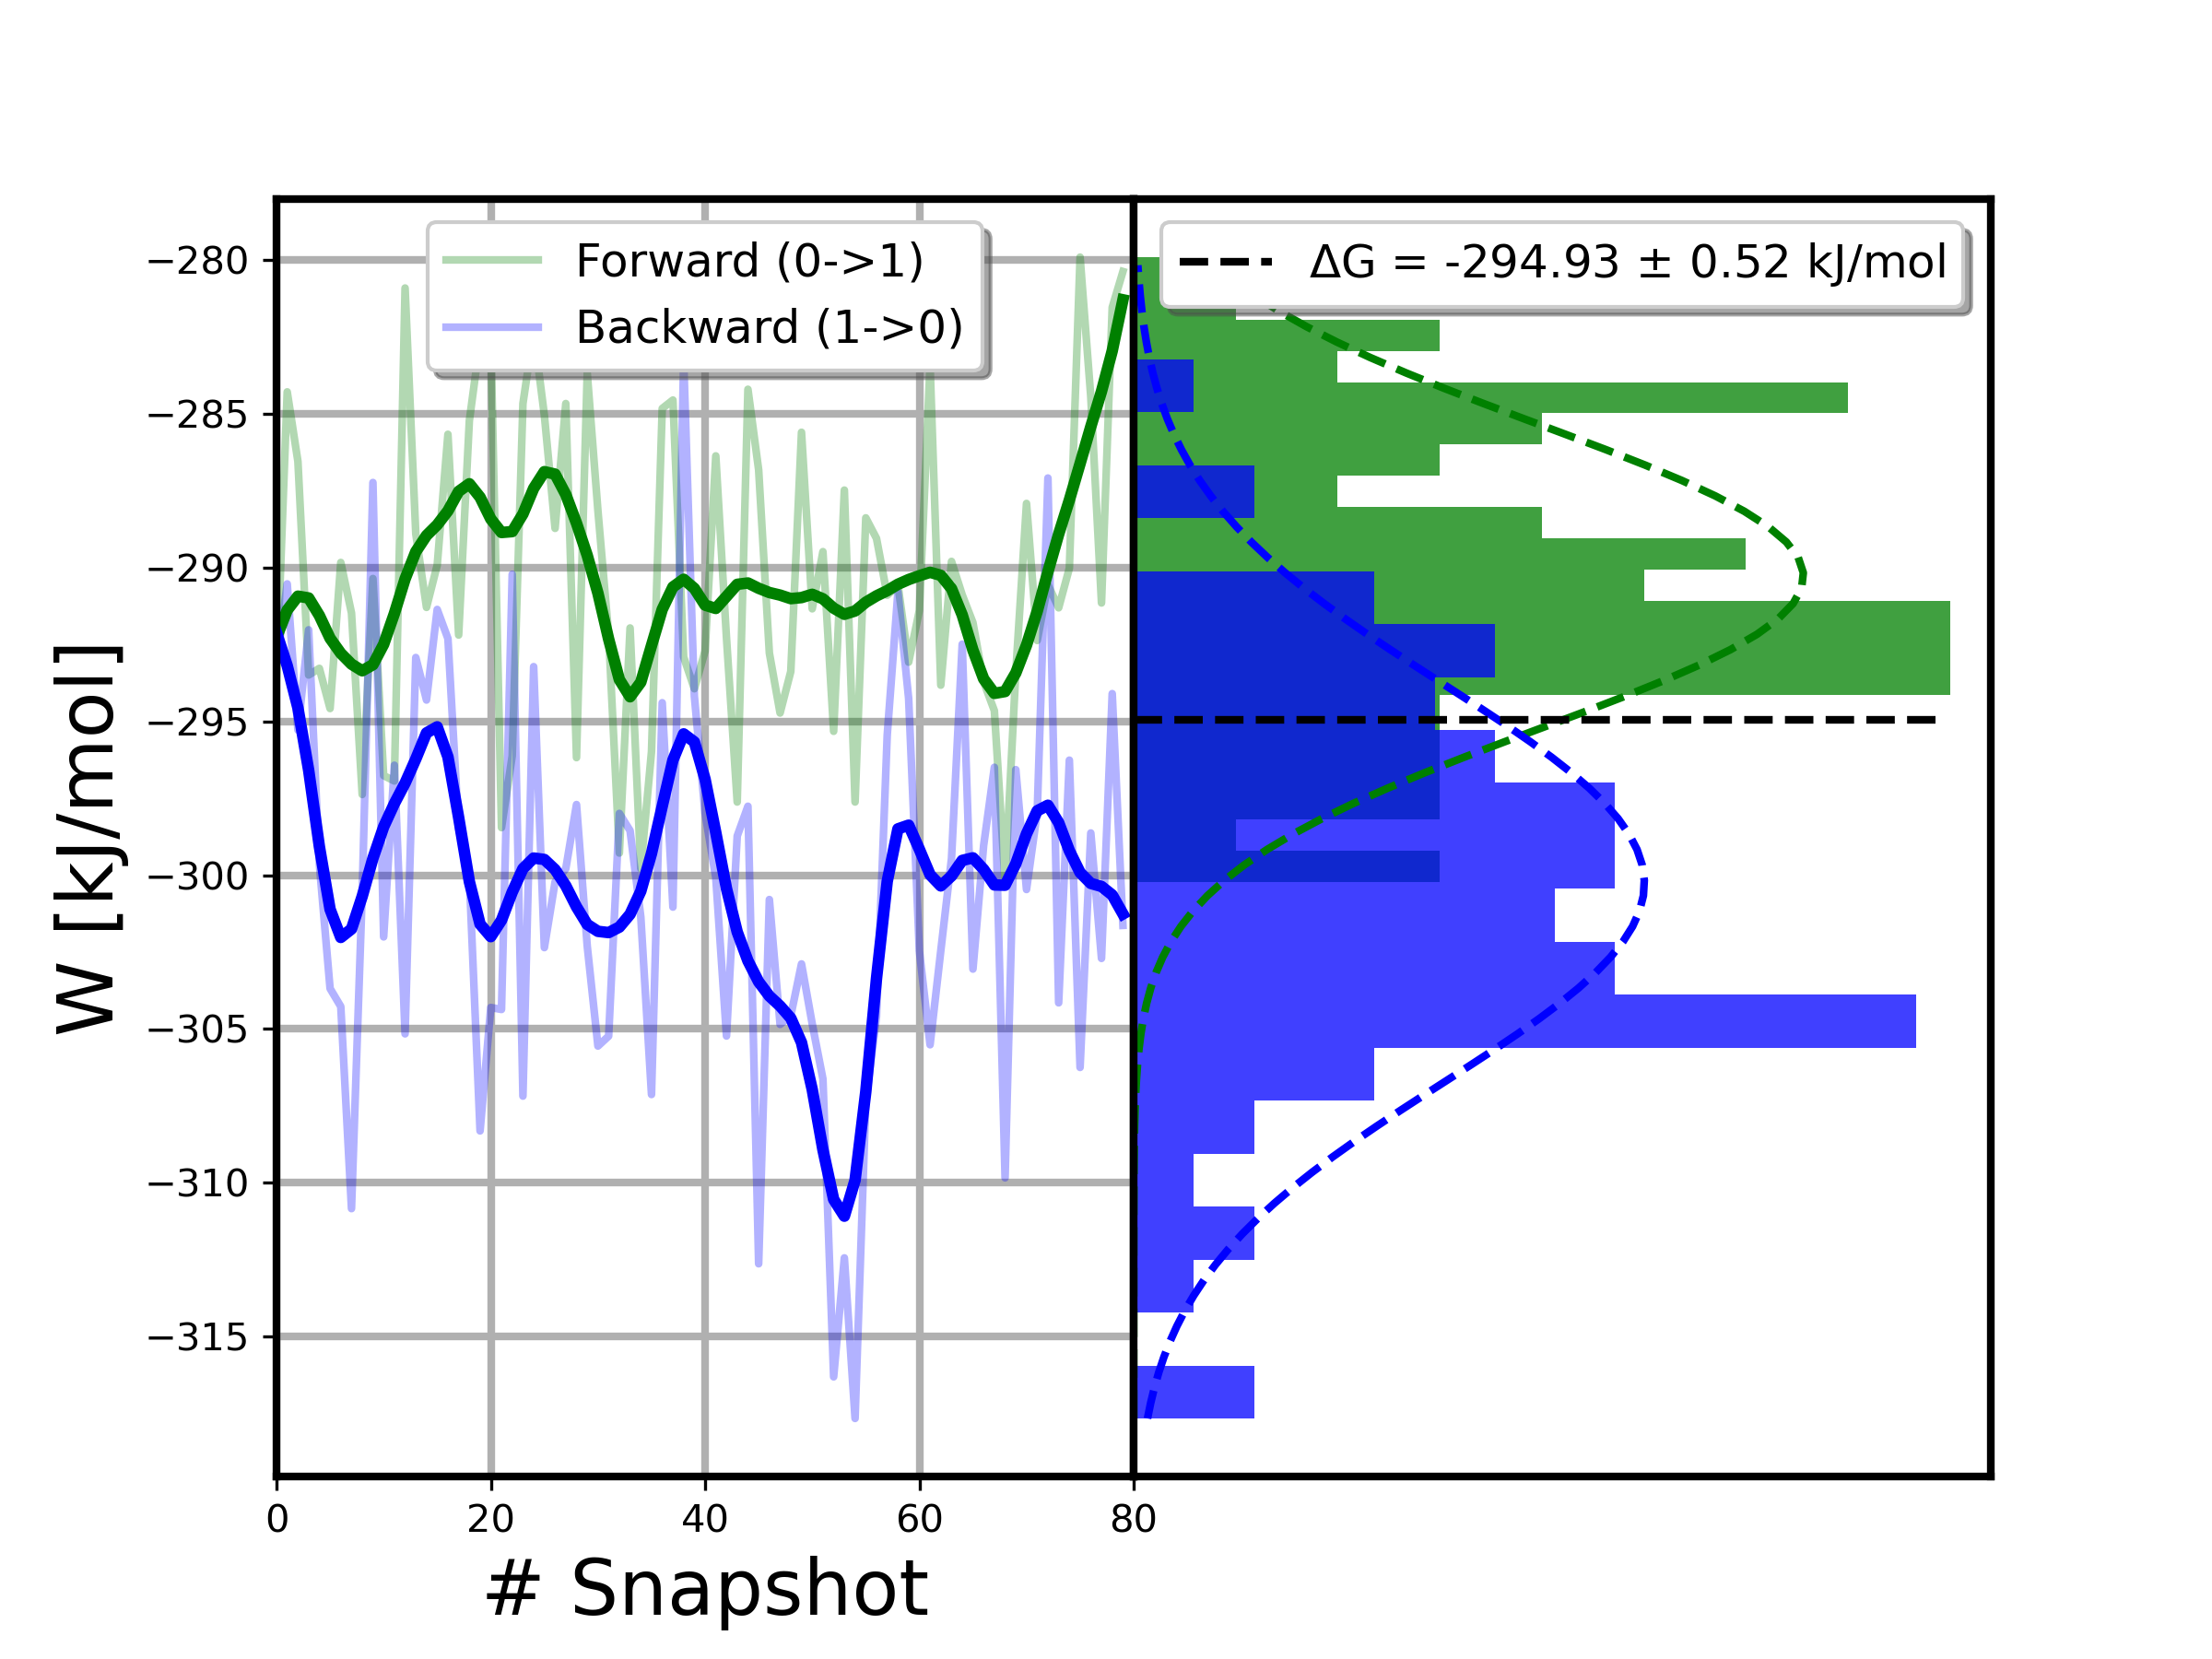 W [kJ/mol]
−280
−285
−290
−295
−300
−305
−310
−315
Forward (0->1)
Backward (1->0)
ΔG = -294.93 ± 0.52 kJ/mol
0 20 40 60 80
# Snapshot